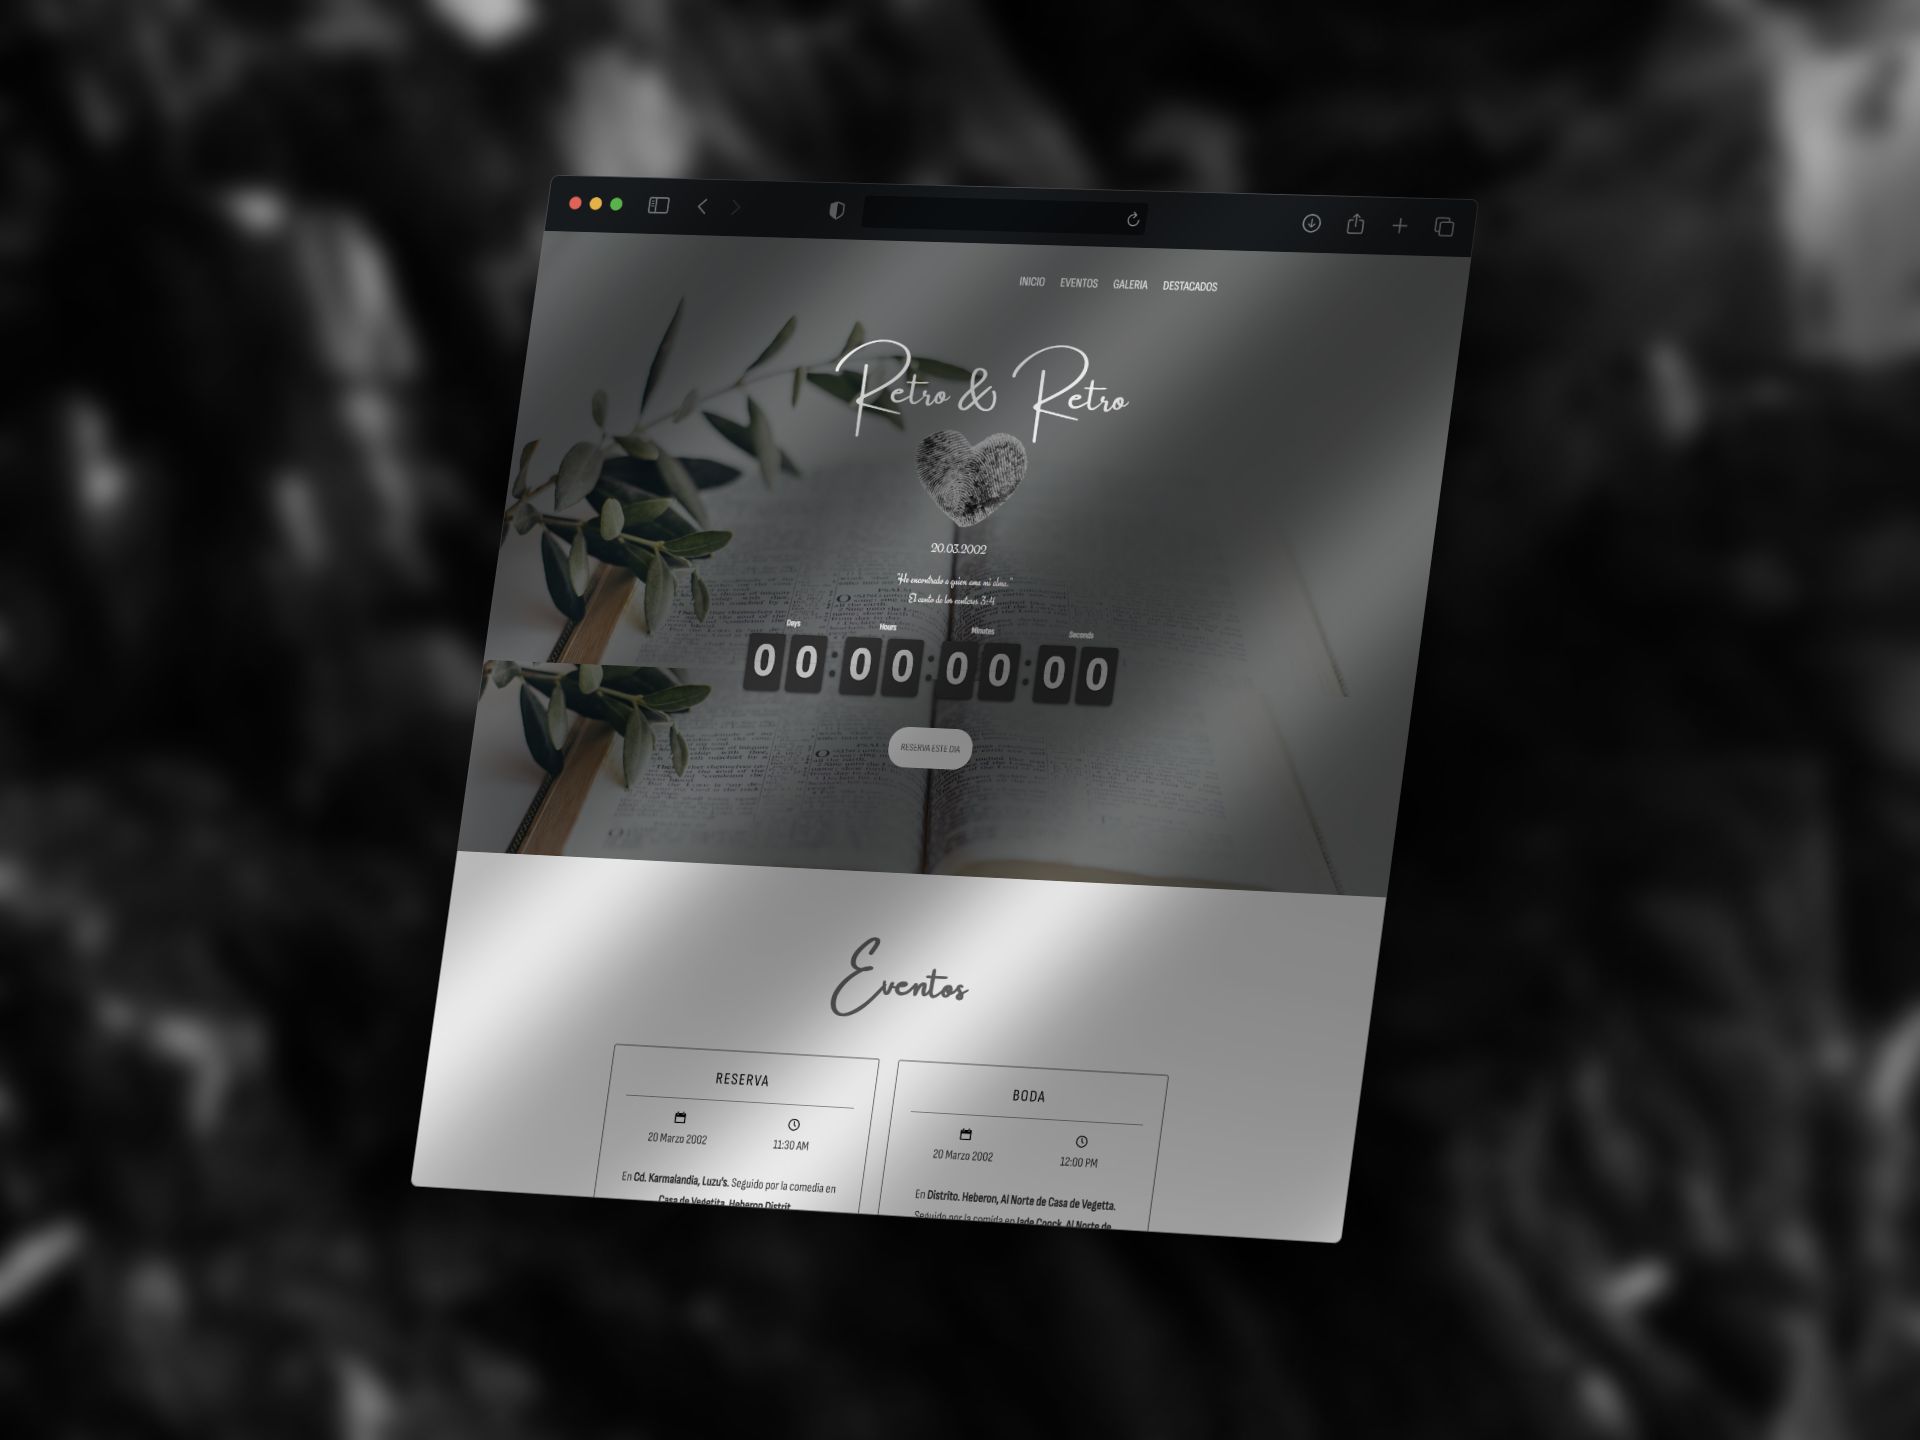 INICIO EVENTOS GALERIA DESTACADOS
Retro & Retro
20.03.2002
"He encontrado a quien ama mi alma."
El canto de los cantares 3:4
Days Hours Minutes Seconds
00:00:00:00
RESERVA ESTE DIA
Eventos
RESERVA
20 Marzo 2002 11:30 AM
En Cd. Karmalandia, Luzu's. Seguido por la comedia en
Casa de Vegetita, Heberon Distrit.
BODA
20 Marzo 2002 12:00 PM
En Distrito. Heberon, Al Norte de Casa de Vegetta.
Seguido por la comida en Jade Conck, Al Norte de